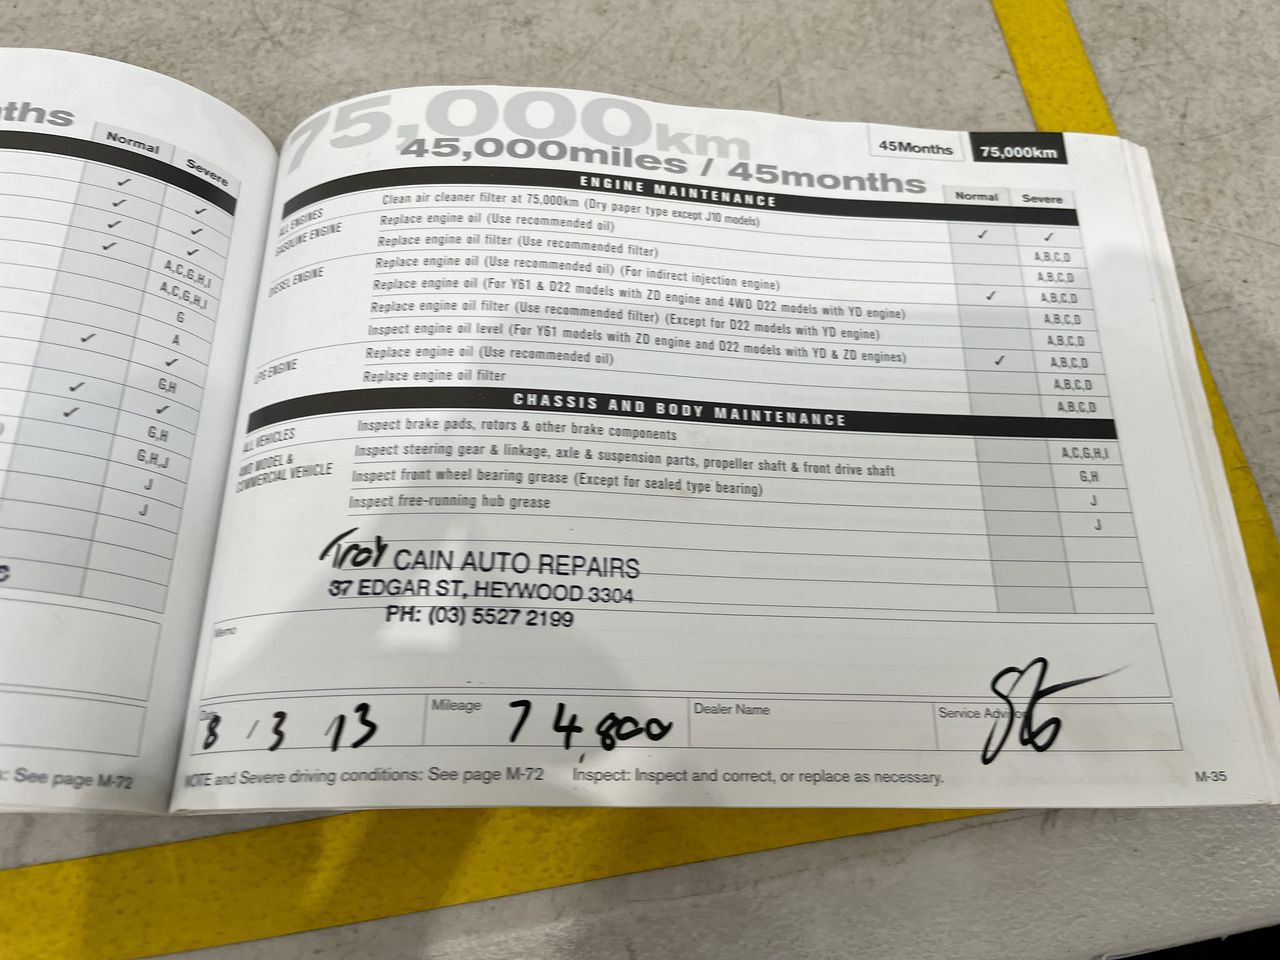 ths
Normal
Severe
✓
✓ ✓
✓ ✓
✓ ✓
A,C,G,H,I
A,C,G,H,I
G
✓ A
✓
G,H
✓ ✓
✓ G,H
G,H,J
J
J
: See page M-72
75,000km
45,000miles / 45months
45Months 75,000km
ENGINE MAINTENANCE Normal Severe
ALL ENGINES Clean air cleaner filter at 75,000km (Dry paper type except J10 models) ✓ ✓
GASOLINE ENGINE Replace engine oil (Use recommended oil) A,B,C,D
Replace engine oil filter (Use recommended filter) A,B,C,D
DIESEL ENGINE Replace engine oil (Use recommended oil) (For indirect injection engine) ✓ A,B,C,D
Replace engine oil (For Y61 & D22 models with ZD engine and 4WD D22 models with YD engine) A,B,C,D
Replace engine oil filter (Use recommended filter) (Except for D22 models with YD engine) A,B,C,D
Inspect engine oil level (For Y61 models with ZD engine and D22 models with YD & ZD engines) ✓ A,B,C,D
LPG ENGINE Replace engine oil (Use recommended oil) A,B,C,D
Replace engine oil filter A,B,C,D
CHASSIS AND BODY MAINTENANCE
ALL VEHICLES Inspect brake pads, rotors & other brake components A,C,G,H,I
4WD MODEL & COMMERCIAL VEHICLE Inspect steering gear & linkage, axle & suspension parts, propeller shaft & front drive shaft G,H
Inspect front wheel bearing grease (Except for sealed type bearing) J
Inspect free-running hub grease J
Troy CAIN AUTO REPAIRS
37 EDGAR ST, HEYWOOD 3304
PH: (03) 5527 2199
Memo
Date 8/3 13 Mileage 74,800 Dealer Name Service Advisor
NOTE and Severe driving conditions: See page M-72 Inspect: Inspect and correct, or replace as necessary. M-35